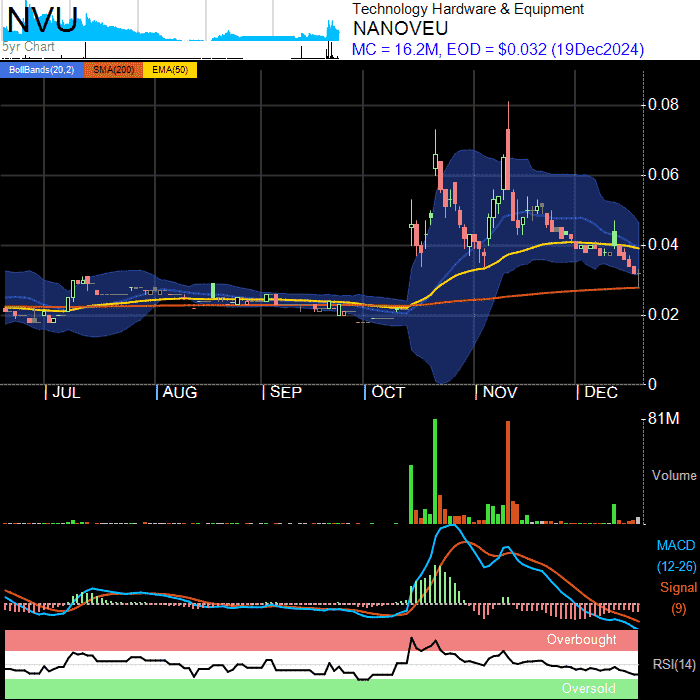 NVU
5yr Chart
Technology Hardware & Equipment
NANOVEU
MC = 16.2M, EOD = $0.032 (19Dec2024)
BollBands(20,2) SMA(200) EMA(50)
0.08
0.06
0.04
0.02
0
JUL AUG SEP OCT NOV DEC
81M
Volume
MACD
(12-26)
Signal
(9)
Overbought
RSI(14)
Oversold